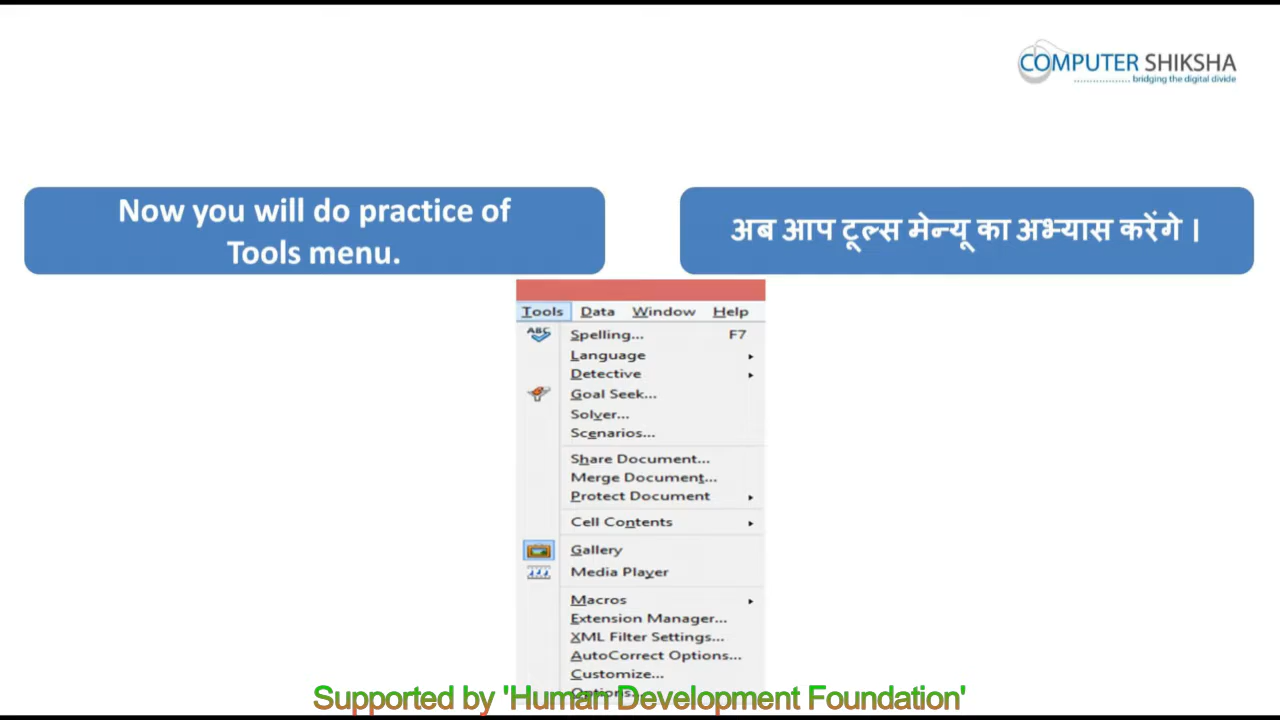 COMPUTER SHIKSHA
bridging the digital divide
Now you will do practice of
Tools menu.
अब आप टूल्स मेन्यू का अभ्यास करेंगे |
Tools Data Window Help
ABC Spelling... F7
Language
Detective
Goal Seek...
Solver...
Scenarios...
Share Document...
Merge Document...
Protect Document
Cell Contents
Gallery
Media Player
Macros
Extension Manager...
XML Filter Settings...
AutoCorrect Options...
Customize...
Options...
Supported by 'Human Development Foundation'